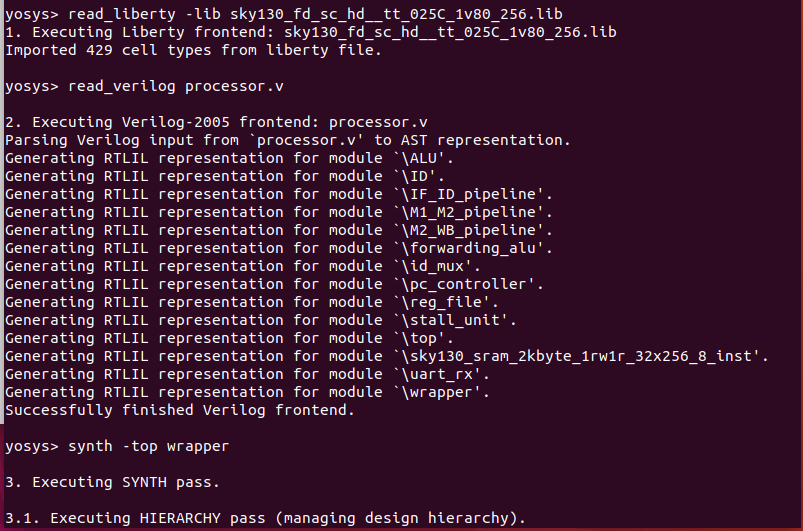 yosys> read_liberty -lib sky130_fd_sc_hd__tt_025C_1v80_256.lib
1. Executing Liberty frontend: sky130_fd_sc_hd__tt_025C_1v80_256.lib
Imported 429 cell types from liberty file.
yosys> read_verilog processor.v
2. Executing Verilog-2005 frontend: processor.v
Parsing Verilog input from `processor.v' to AST representation.
Generating RTLIL representation for module `\ALU'.
Generating RTLIL representation for module `\ID'.
Generating RTLIL representation for module `\IF_ID_pipeline'.
Generating RTLIL representation for module `\M1_M2_pipeline'.
Generating RTLIL representation for module `\M2_WB_pipeline'.
Generating RTLIL representation for module `\forwarding_alu'.
Generating RTLIL representation for module `\id_mux'.
Generating RTLIL representation for module `\pc_controller'.
Generating RTLIL representation for module `\reg_file'.
Generating RTLIL representation for module `\stall_unit'.
Generating RTLIL representation for module `\top'.
Generating RTLIL representation for module `\sky130_sram_2kbyte_1rw1r_32x256_8_inst'.
Generating RTLIL representation for module `\uart_rx'.
Generating RTLIL representation for module `\wrapper'.
Successfully finished Verilog frontend.
yosys> synth -top wrapper
3. Executing SYNTH pass.
3.1. Executing HIERARCHY pass (managing design hierarchy).